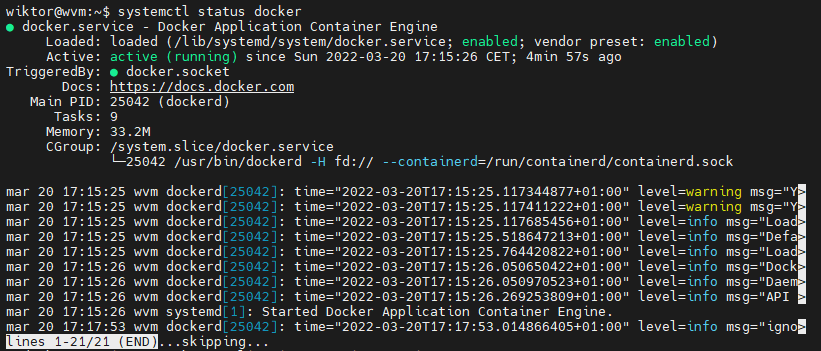 wiktor@wvm:~$ systemctl status docker
● docker.service - Docker Application Container Engine
     Loaded: loaded (/lib/systemd/system/docker.service; enabled; vendor preset: enabled)
     Active: active (running) since Sun 2022-03-20 17:15:26 CET; 4min 57s ago
TriggeredBy: ● docker.socket
       Docs: https://docs.docker.com
   Main PID: 25042 (dockerd)
      Tasks: 9
     Memory: 33.2M
     CGroup: /system.slice/docker.service
             └─25042 /usr/bin/dockerd -H fd:// --containerd=/run/containerd/containerd.sock
mar 20 17:15:25 wvm dockerd[25042]: time="2022-03-20T17:15:25.117344877+01:00" level=warning msg="Y>
mar 20 17:15:25 wvm dockerd[25042]: time="2022-03-20T17:15:25.117411222+01:00" level=warning msg="Y>
mar 20 17:15:25 wvm dockerd[25042]: time="2022-03-20T17:15:25.117685456+01:00" level=info msg="Load>
mar 20 17:15:25 wvm dockerd[25042]: time="2022-03-20T17:15:25.518647213+01:00" level=info msg="Defa>
mar 20 17:15:25 wvm dockerd[25042]: time="2022-03-20T17:15:25.764420822+01:00" level=info msg="Load>
mar 20 17:15:26 wvm dockerd[25042]: time="2022-03-20T17:15:26.050650422+01:00" level=info msg="Dock>
mar 20 17:15:26 wvm dockerd[25042]: time="2022-03-20T17:15:26.050970523+01:00" level=info msg="Daem>
mar 20 17:15:26 wvm dockerd[25042]: time="2022-03-20T17:15:26.269253809+01:00" level=info msg="API >
mar 20 17:15:26 wvm systemd[1]: Started Docker Application Container Engine.
mar 20 17:17:53 wvm dockerd[25042]: time="2022-03-20T17:17:53.014866405+01:00" level=info msg="igno>
lines 1-21/21 (END)...skipping...